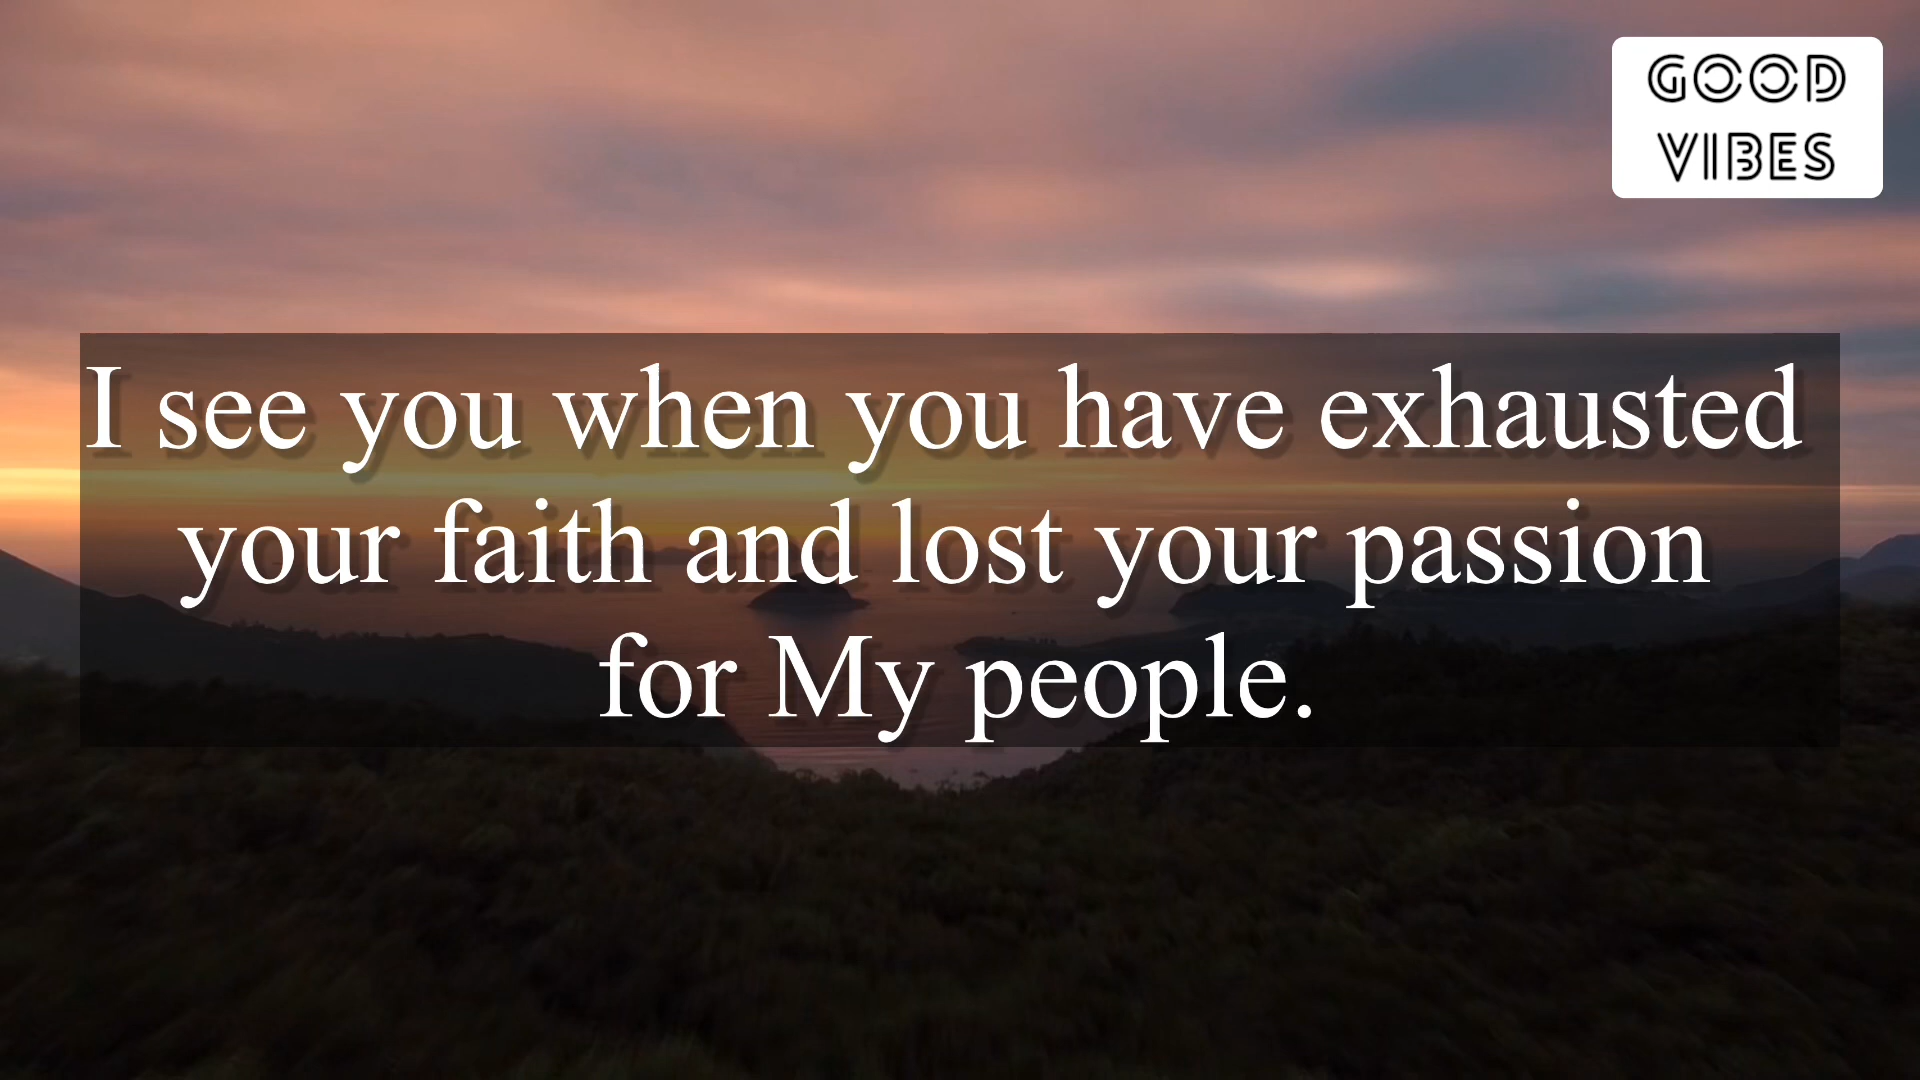 GOOD
VIBES
I see you when you have exhausted
your faith and lost your passion
for My people.